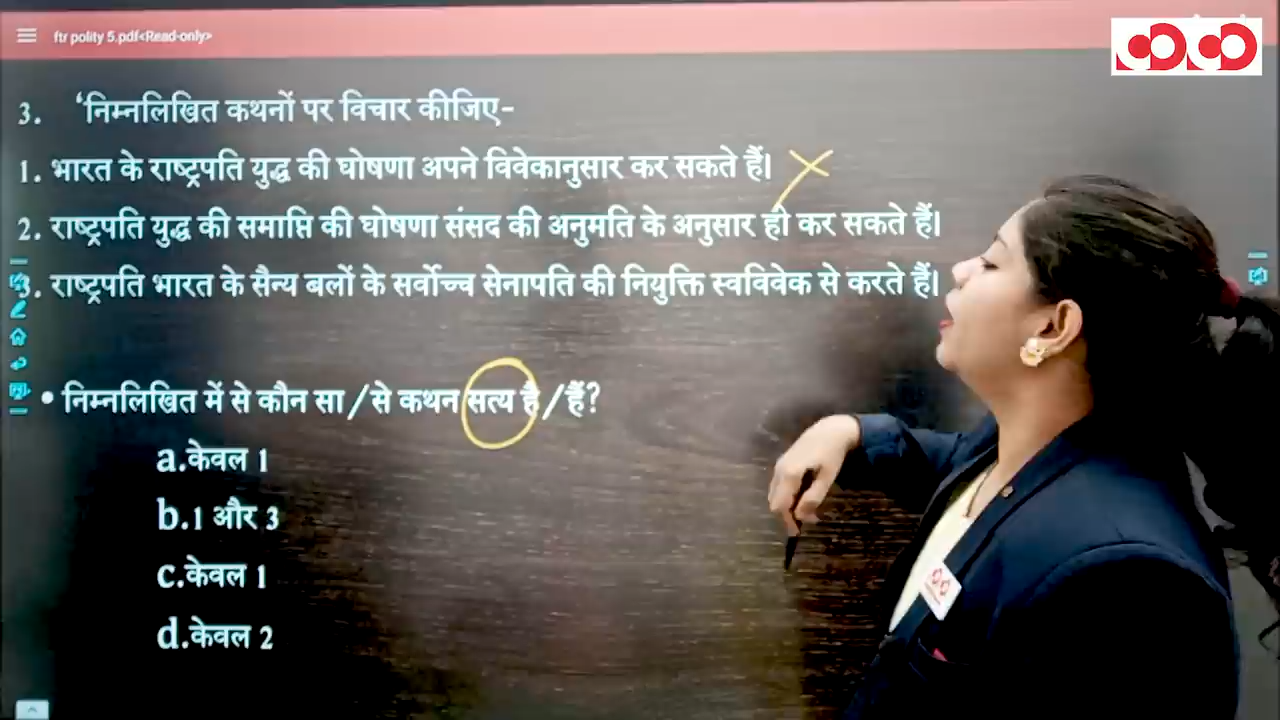 ftr polity 5.pdf<Read-only>
3. ‘निम्नलिखित कथनों पर विचार कीजिए-
1. भारत के राष्ट्रपति युद्ध की घोषणा अपने विवेकानुसार कर सकते हैं।
2. राष्ट्रपति युद्ध की समाप्ति की घोषणा संसद की अनुमति के अनुसार ही कर सकते हैं।
3. राष्ट्रपति भारत के सैन्य बलों के सर्वोच्च सेनापति की नियुक्ति स्वविवेक से करते हैं।
• निम्नलिखित में से कौन सा /से कथन सत्य है /हैं?
a.केवल 1
b.1 और 3
c.केवल 1
d.केवल 2